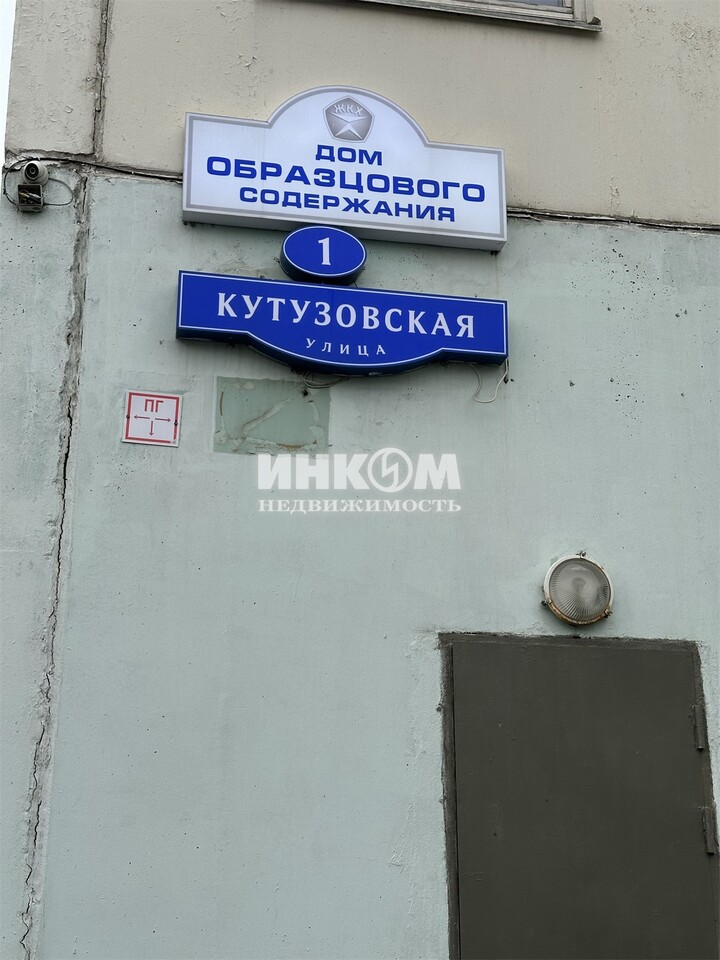 ЖКХ
ДОМ
ОБРАЗЦОВОГО
СОДЕРЖАНИЯ
1
КУТУЗОВСКАЯ
УЛИЦА
ПГ
ИНКОМ
НЕДВИЖИМОСТЬ